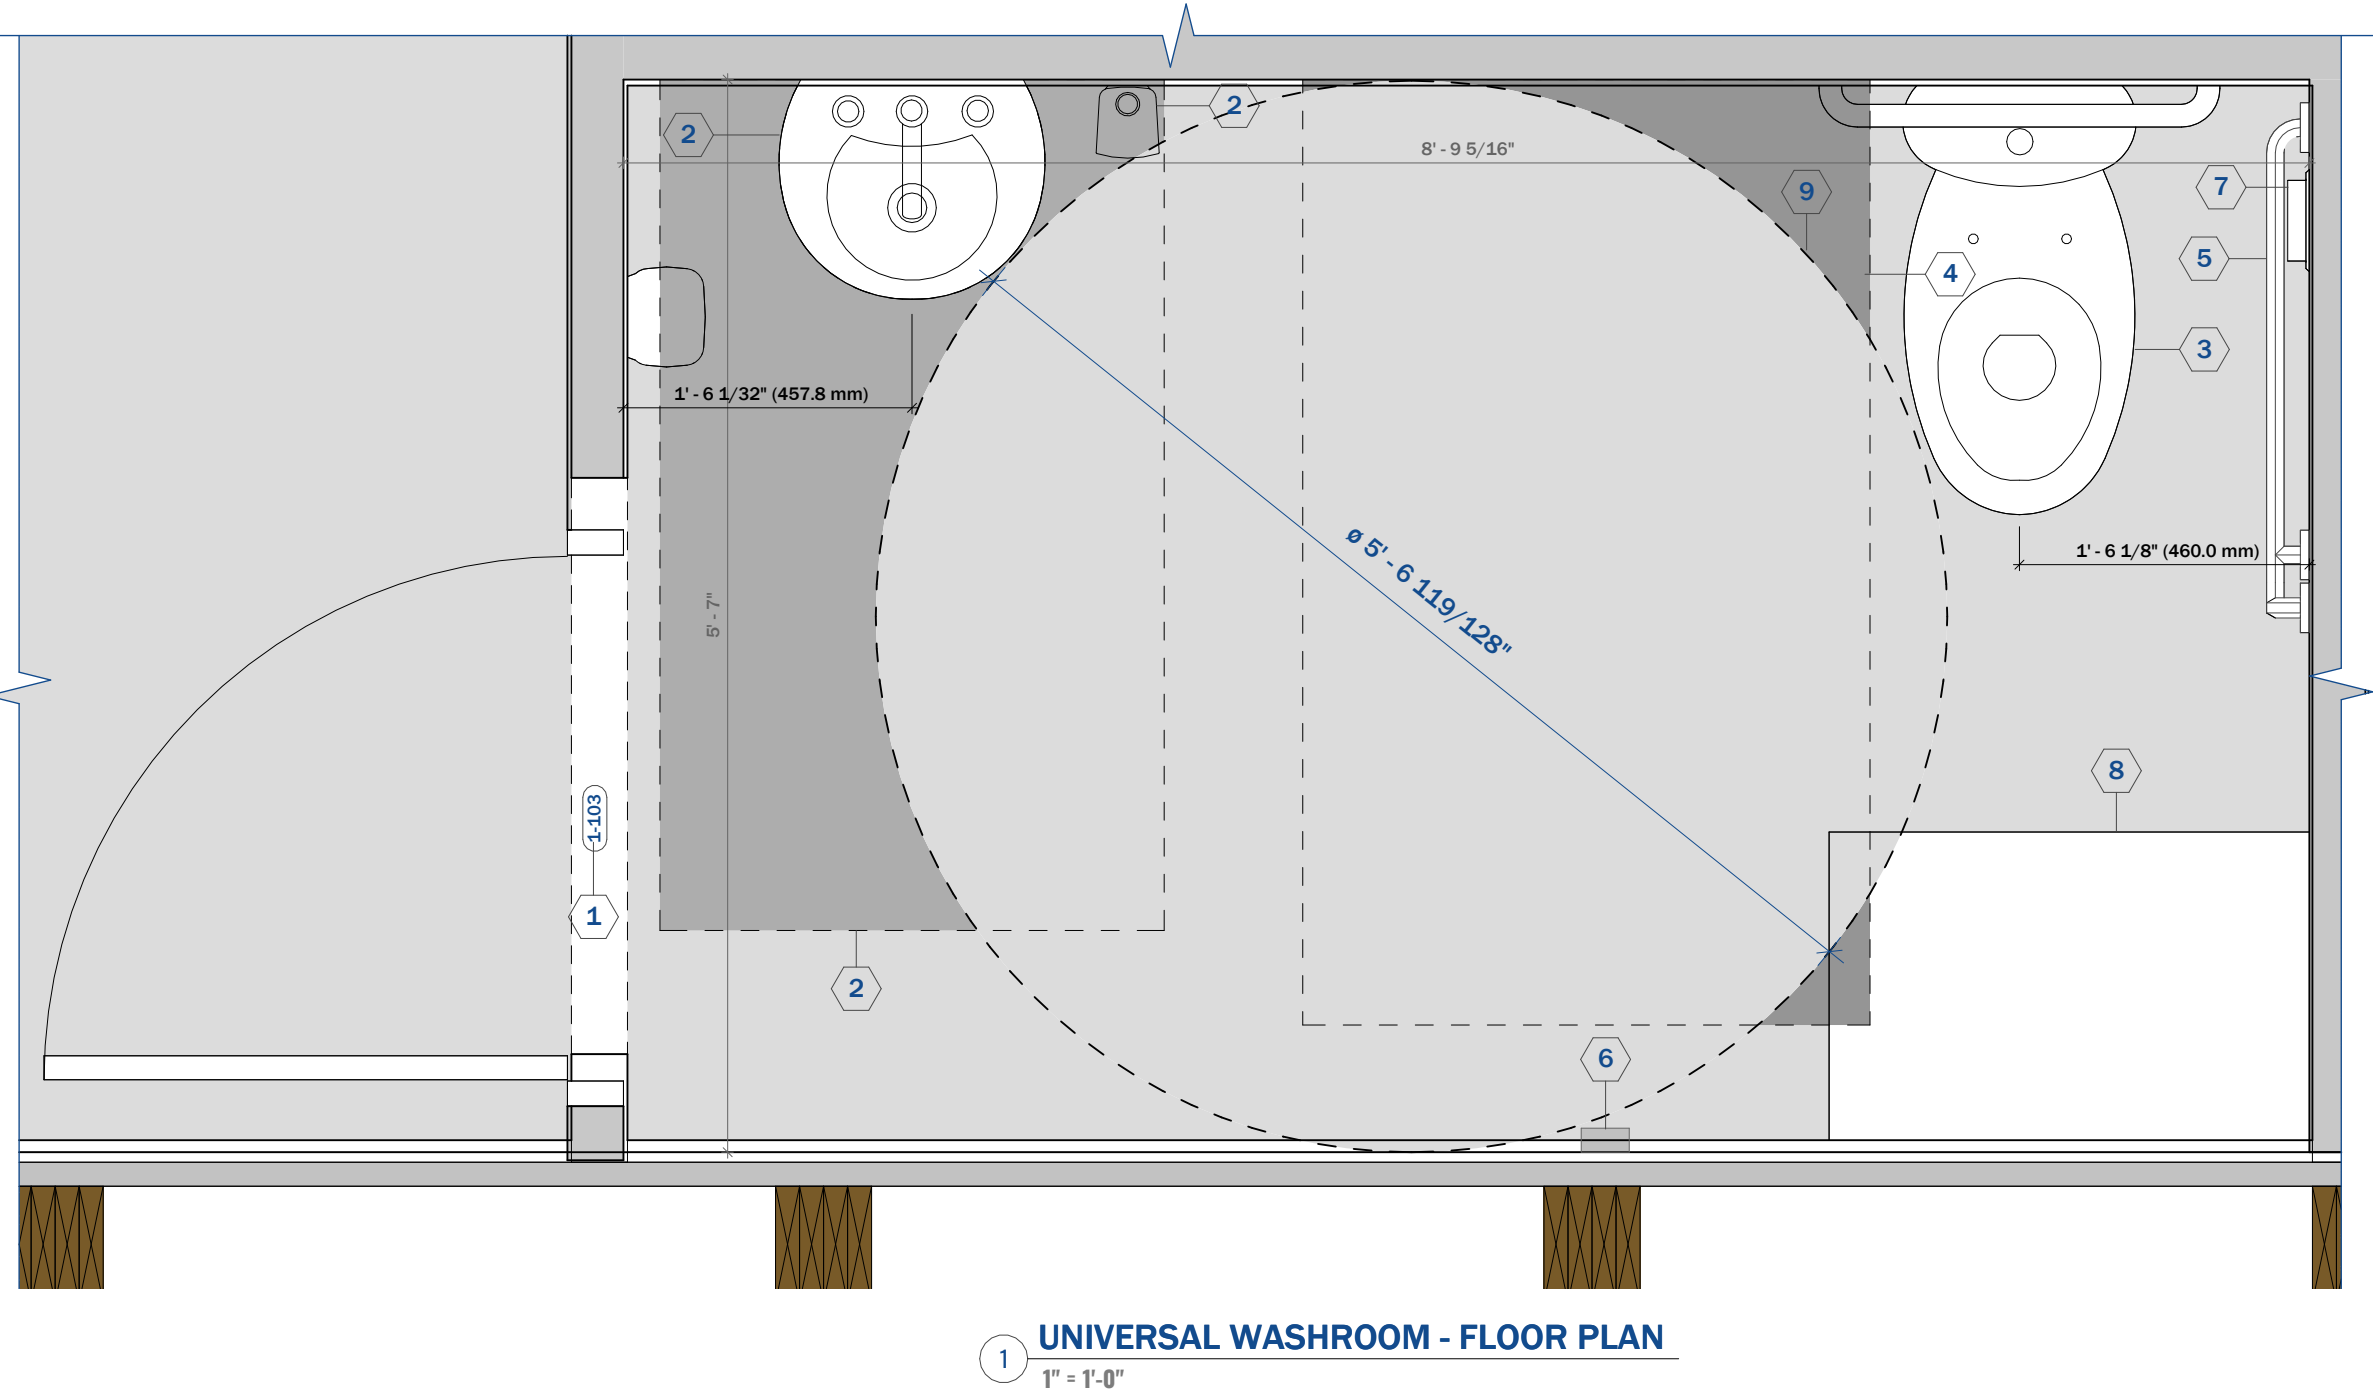 2
2
8' - 9 5/16"
9
7
4
5
3
1' - 6 1/32" (457.8 mm)
1' - 6 1/8" (460.0 mm)
ø 5' - 6 119/128"
5' - 7"
8
1-103
1
2
6
1
UNIVERSAL WASHROOM - FLOOR PLAN
1" = 1'-0"